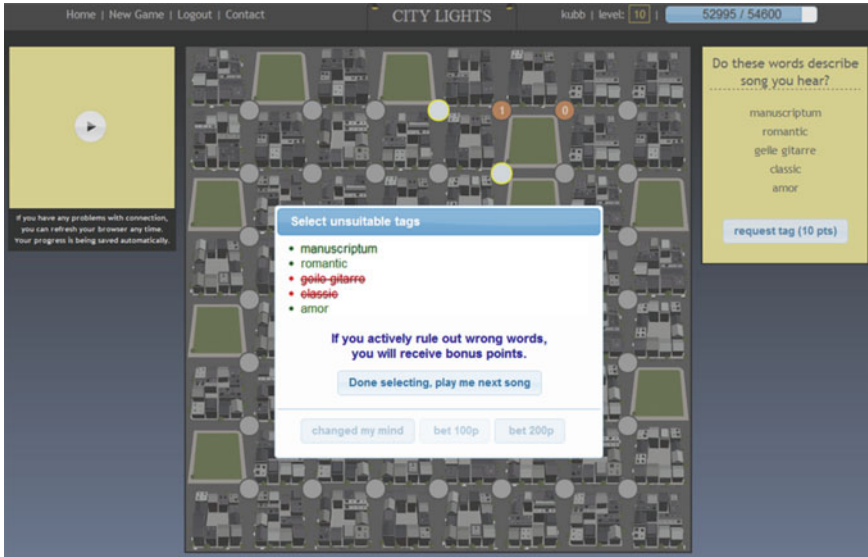 Home | New Game | Logout | Contact
CITY LIGHTS
kubb | level: 10 |
52995 / 54600
If you have any problems with connection,
you can refresh your browser any time.
Your progress is being saved automatically.
1
0
Do these words describe
song you hear?
manuscriptum
romantic
geile gitarre
classic
amor
request tag (10 pts)
Select unsuitable tags
• manuscriptum
• romantic
• geile gitarre
• classic
• amor
If you actively rule out wrong words,
you will receive bonus points.
Done selecting, play me next song
changed my mind
bet 100p
bet 200p